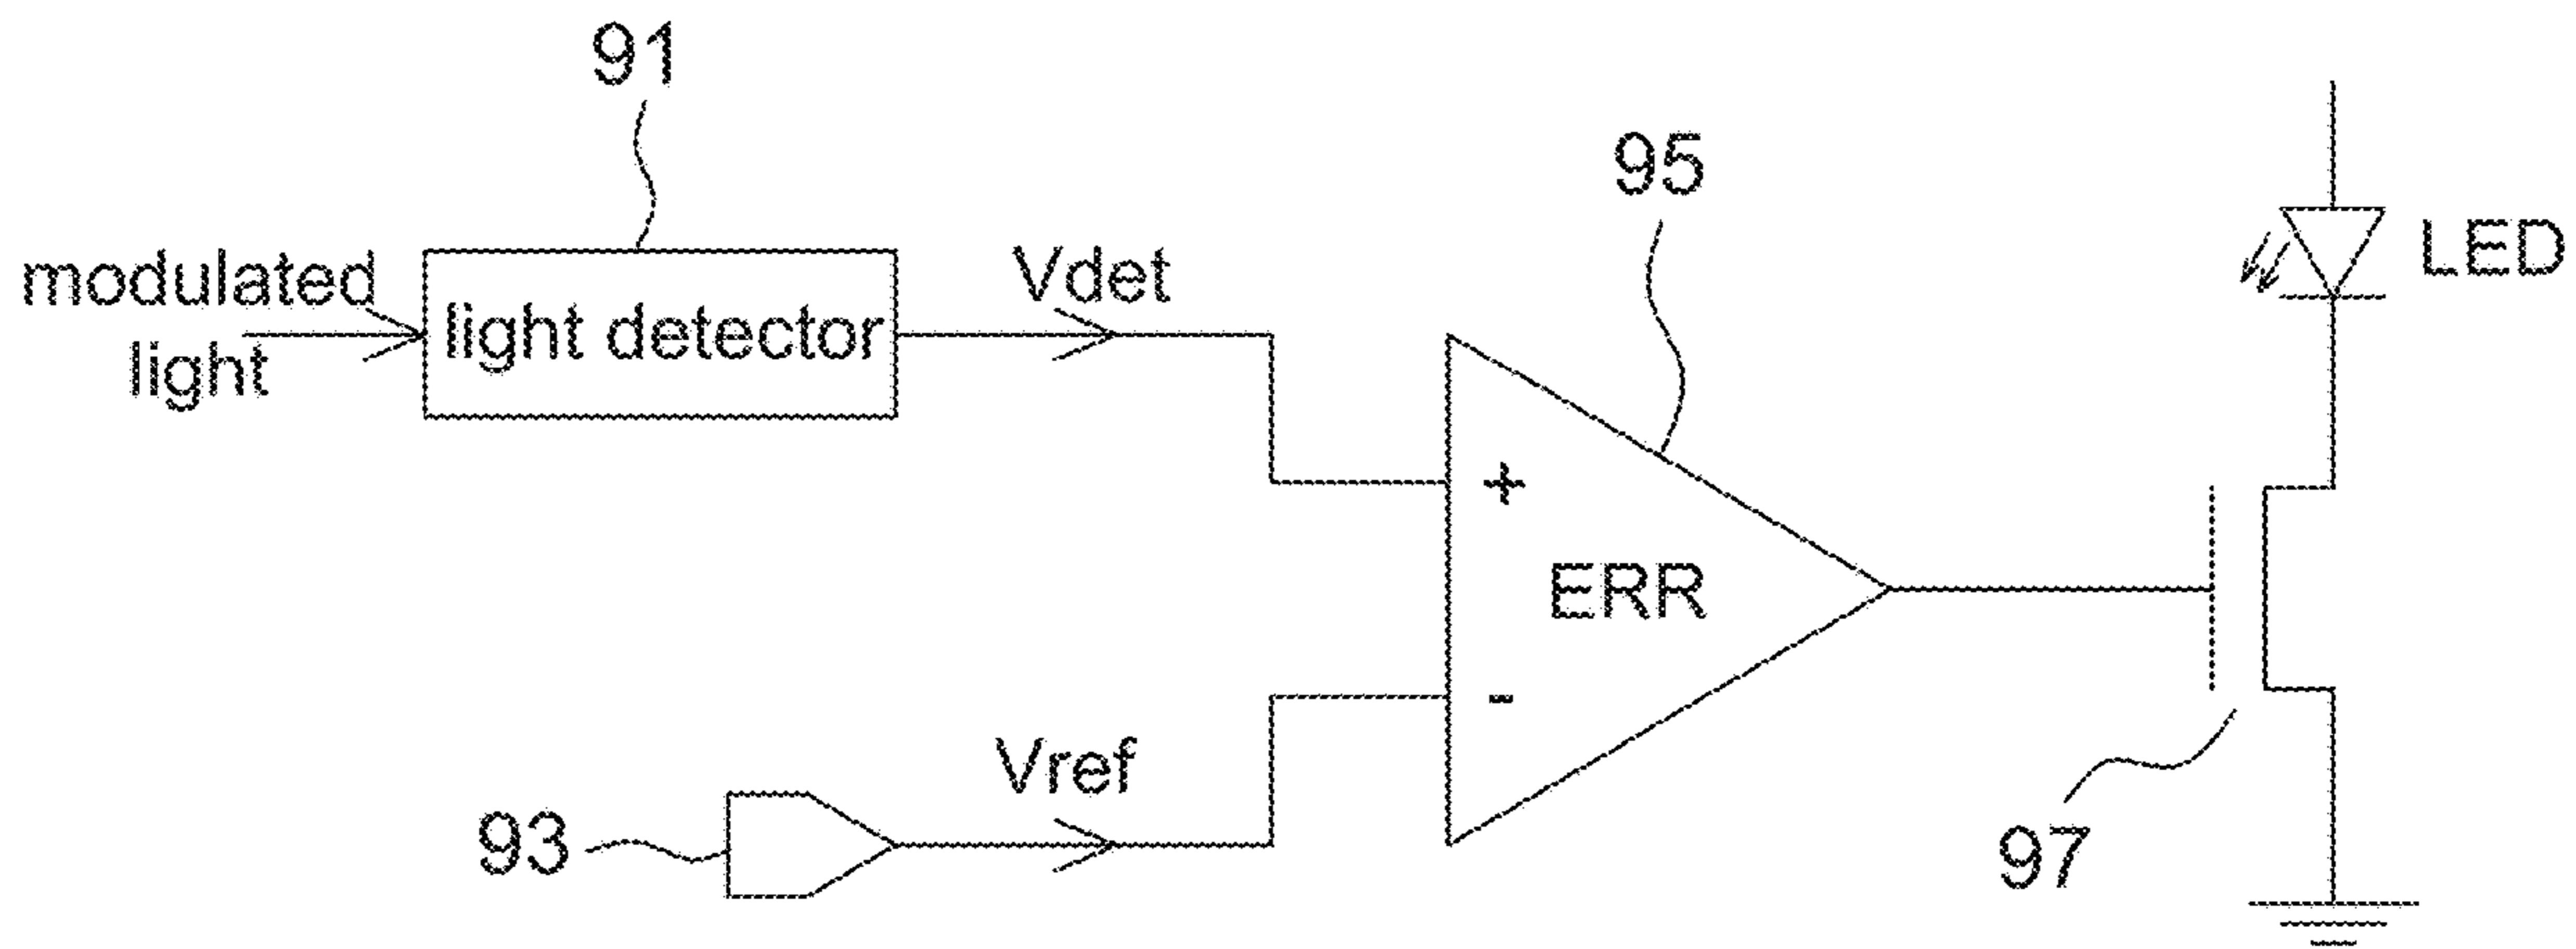 91
95
modulated
light
light detector
Vdet
LED
+
ERR
-
Vref
93
97